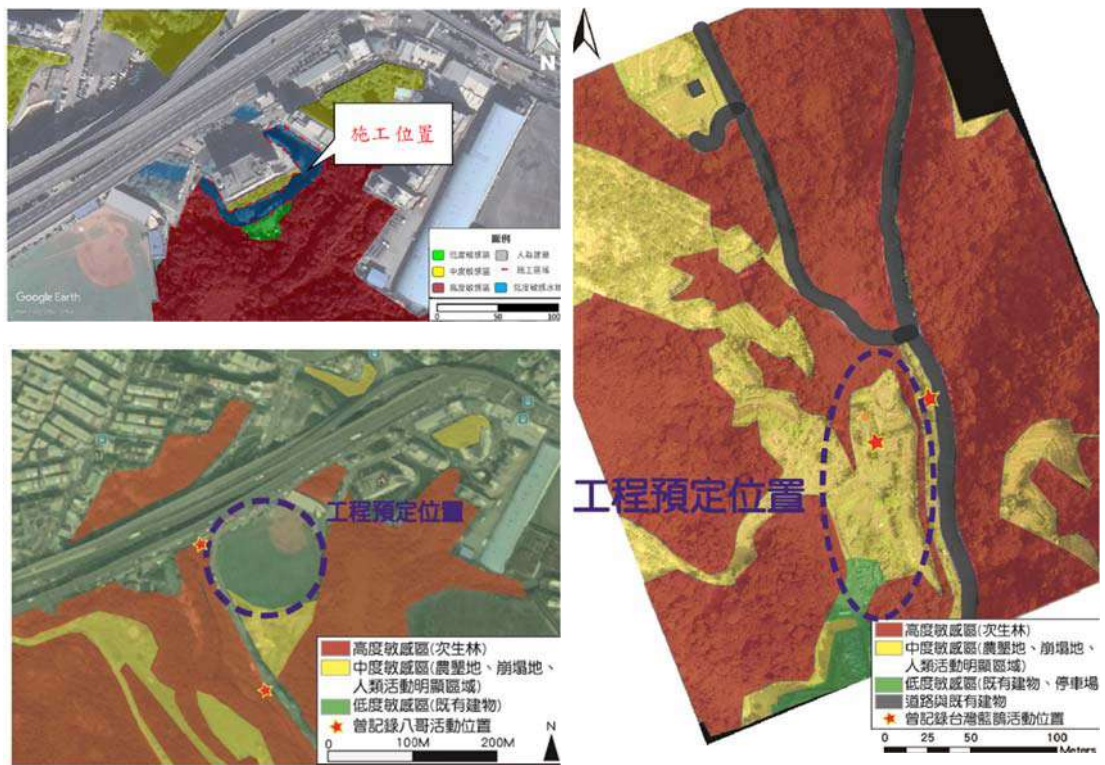 N
施工位置
圖例
低度敏感區
人為建築
中度敏感區
施工區域
高度敏感區
低度敏感水域
Google Earth
0
50
100
工程預定位置
高度敏感區(次生林)
中度敏感區(農墾地、崩塌地、
人類活動明顯區域)
低度敏感區(既有建物)
曾記錄八哥活動位置
0
100M
200M
N
工程預定位置
高度敏感區(次生林)
中度敏感區(農墾地、崩塌地、
人類活動明顯區域)
低度敏感區(既有建物、停車場)
道路與既有建物
曾記錄台灣藍鵲活動位置
0
25
50
100
Meters